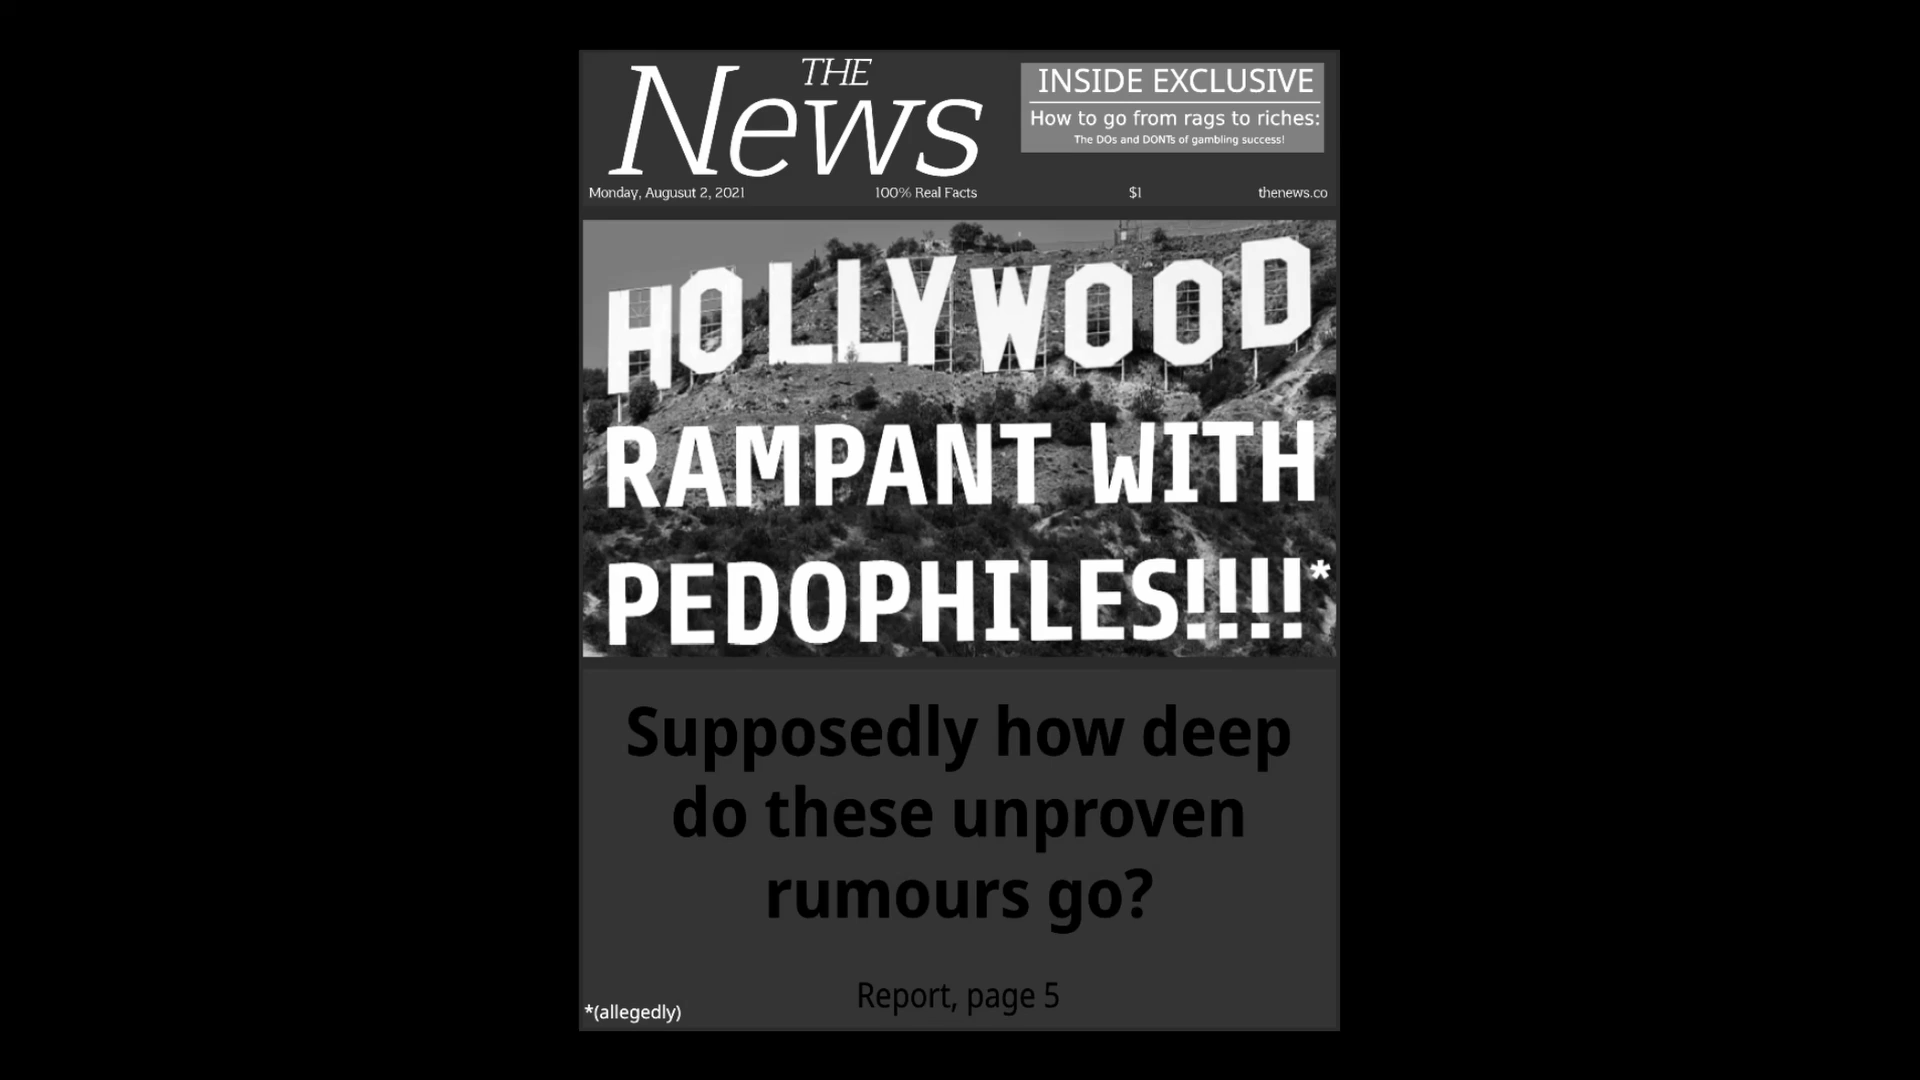 THE
News
INSIDE EXCLUSIVE
How to go from rags to riches:
The DOs and DONTs of gambling success!
Monday, Augusut 2, 2021 100% Real Facts $1 thenews.co
HOLLYWOOD
RAMPANT WITH
PEDOPHILES!!!!*
Supposedly how deep
do these unproven
rumours go?
Report, page 5
*(allegedly)